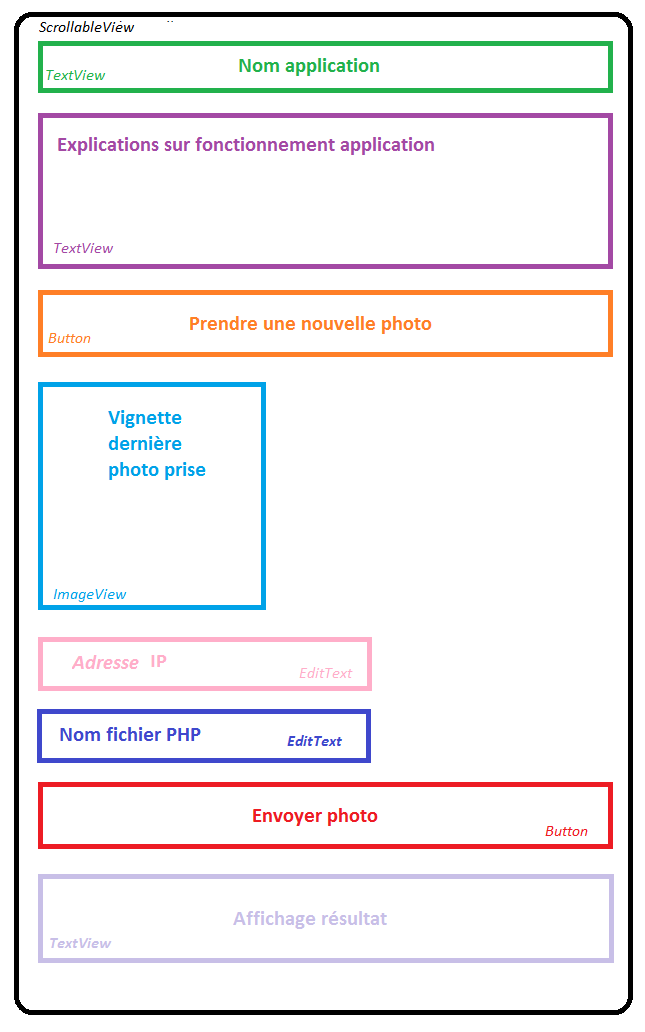 ScrollableView
Nom application
TextView
Explications sur fonctionnement application
TextView
Prendre une nouvelle photo
Button
Vignette
dernière
photo prise
ImageView
Adresse IP
EditText
Nom fichier PHP
EditText
Envoyer photo
Button
Affichage résultat
TextView